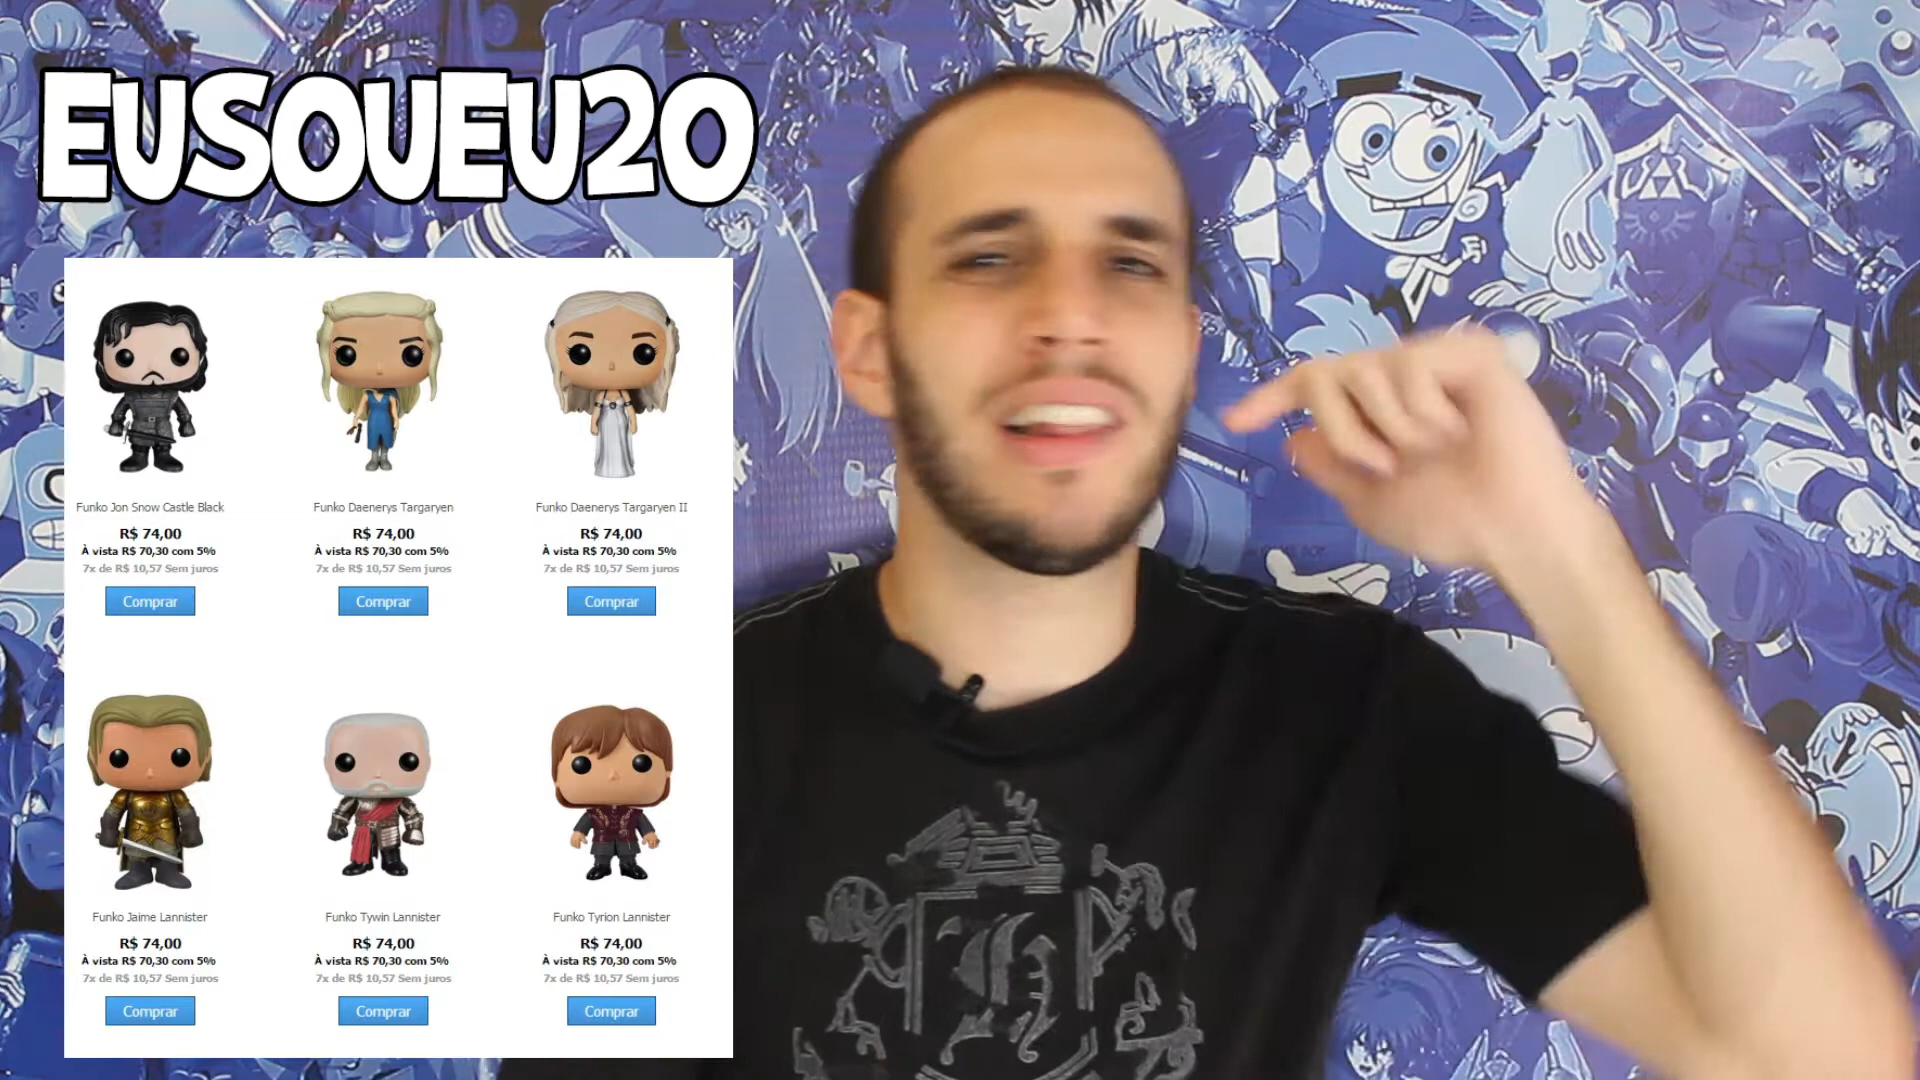 EUSOUEU20
Funko Jon Snow Castle Black
R$ 74,00
À vista R$ 70,30 com 5%
7x de R$ 10,57 Sem juros
Comprar
Funko Daenerys Targaryen
R$ 74,00
À vista R$ 70,30 com 5%
7x de R$ 10,57 Sem juros
Comprar
Funko Daenerys Targaryen II
R$ 74,00
À vista R$ 70,30 com 5%
7x de R$ 10,57 Sem juros
Comprar
Funko Jaime Lannister
R$ 74,00
À vista R$ 70,30 com 5%
7x de R$ 10,57 Sem juros
Comprar
Funko Tywin Lannister
R$ 74,00
À vista R$ 70,30 com 5%
7x de R$ 10,57 Sem juros
Comprar
Funko Tyrion Lannister
R$ 74,00
À vista R$ 70,30 com 5%
7x de R$ 10,57 Sem juros
Comprar